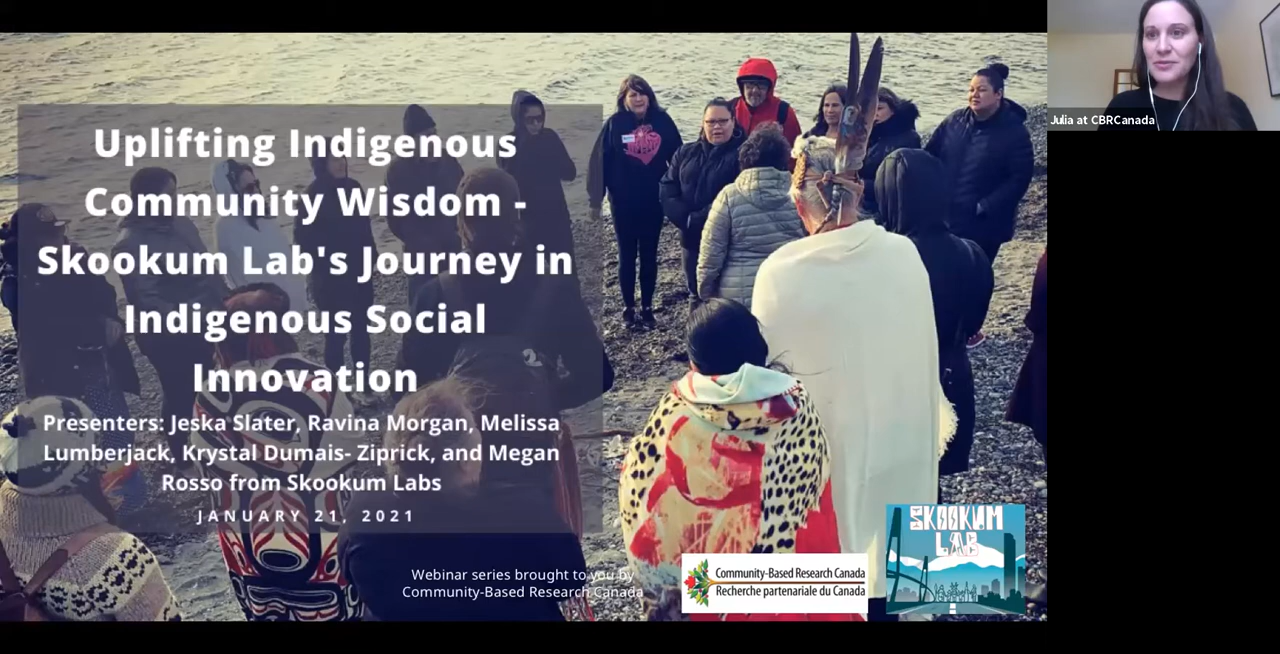 Uplifting Indigenous
Community Wisdom -
Skookum Lab's Journey in
Indigenous Social
Innovation
Presenters: Jeska Slater, Ravina Morgan, Melissa
Lumberjack, Krystal Dumais- Ziprick, and Megan
Rosso from Skookum Labs
JANUARY 21, 2021
Webinar series brought to you by
Community-Based Research Canada
Community-Based Research Canada
Recherche partenariale du Canada
SKOOKUM
LAB
Julia at CBRCanada